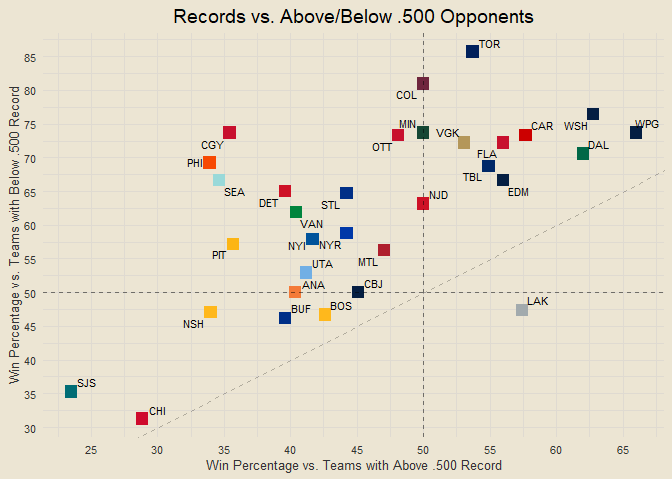 Records vs. Above/Below .500 Opponents
Win Percentage vs. Teams with Below .500 Record
85
80
75
70
65
60
55
50
45
40
35
30
TOR
COL
MIN
OTT
VGK
CAR
WSH
WPG
CGY
PHI
FLA
DAL
SEA
TBL
EDM
DET
STL
NJD
VAN
NYI
NYR
PIT
MTL
UTA
ANA
CBJ
NSH
BUF
BOS
LAK
SJS
CHI
25
30
35
40
45
50
55
60
65
Win Percentage vs. Teams with Above .500 Record